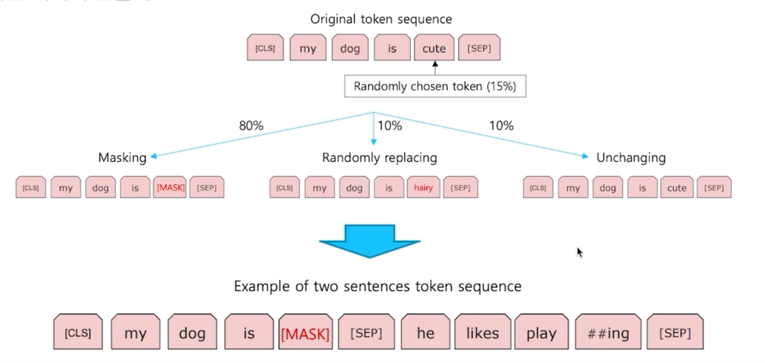 Original token sequence
[CLS] my dog is cute [SEP]
Randomly chosen token (15%)
80% 10% 10%
Masking Randomly replacing Unchanging
[CLS] my dog is [MASK] [SEP] [CLS] my dog is hairy [SEP] [CLS] my dog is cute [SEP]
Example of two sentences token sequence
[CLS] my dog is [MASK] [SEP] he likes play ##ing [SEP]